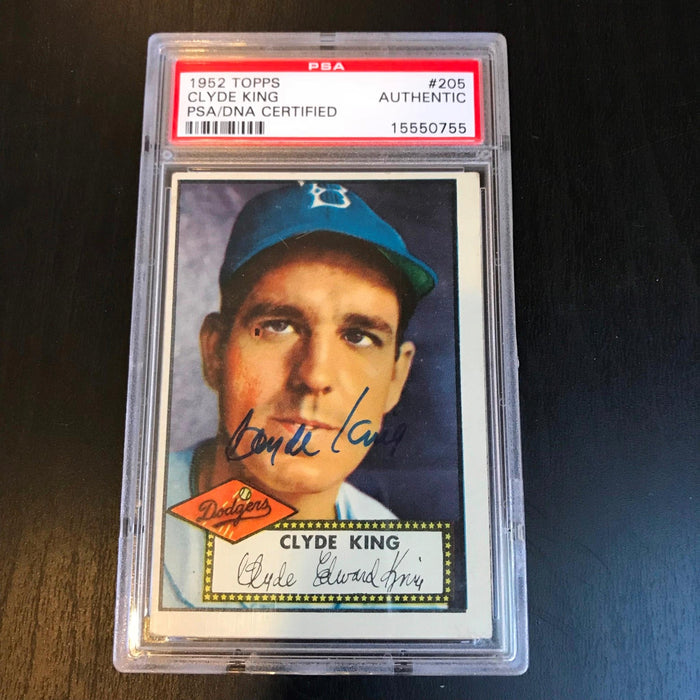 PSA
1952 TOPPS #205
CLYDE KING AUTHENTIC
PSA/DNA CERTIFIED
15550755
B
Clyde King
Dodgers
CLYDE KING
Clyde Edward King